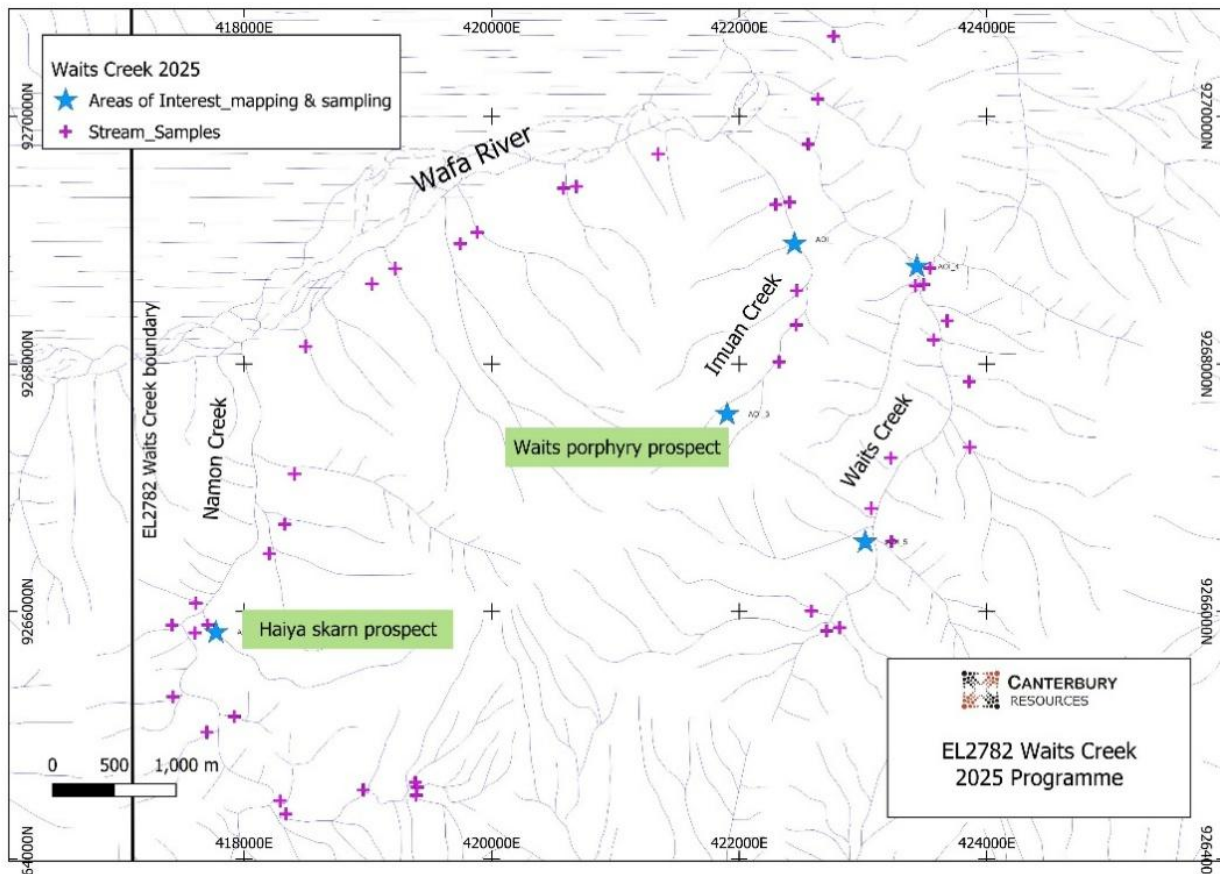 418000E
420000E
422000E
424000E
Waits Creek 2025
Areas of Interest_mapping & sampling
Stream_Samples
9270000N
9270000N
Wafa River
AOI
AOI_4
Imuan Creek
EL2782 Waits Creek boundary
9268000N
9268000N
Namon Creek
Waits Creek
Waits porphyry prospect
9266000N
9266000N
Haiya skarn prospect
CANTERBURY
RESOURCES
EL2782 Waits Creek
2025 Programme
0 500 1,000 m
418000E
420000E
422000E
424000E